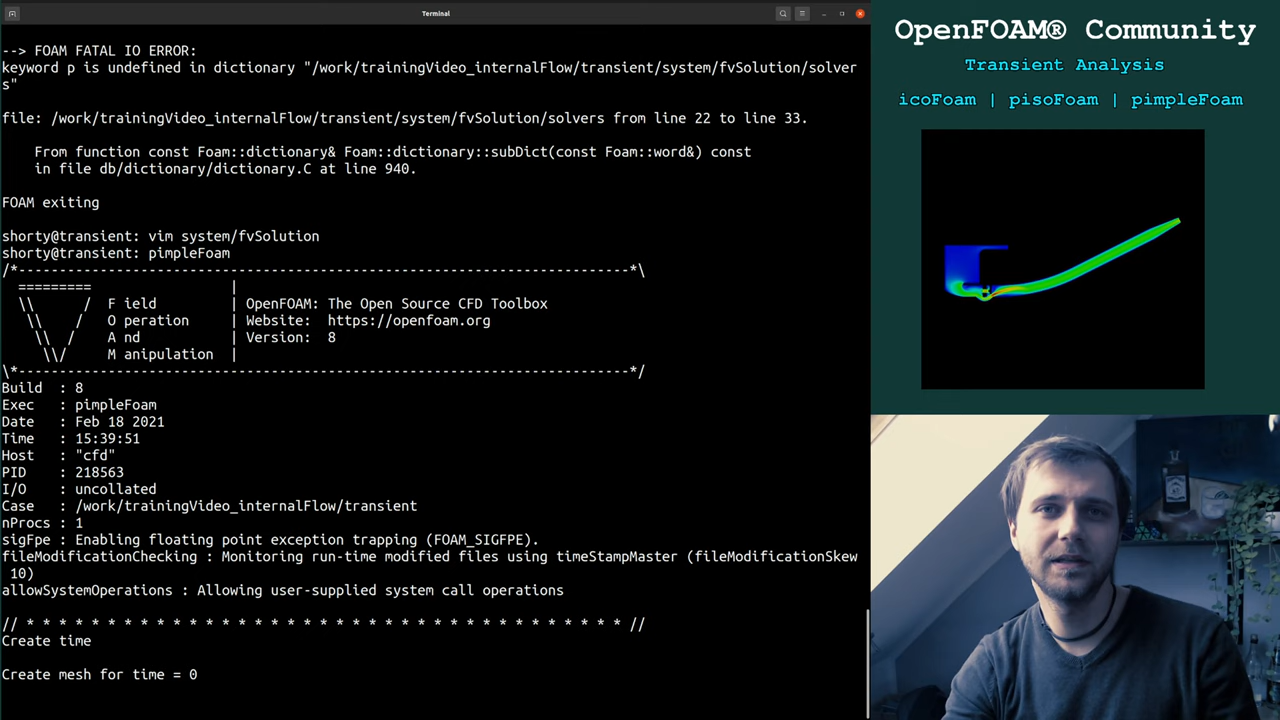 Terminal
--> FOAM FATAL IO ERROR:
keyword p is undefined in dictionary "/work/trainingVideo_internalFlow/transient/system/fvSolution/solver
s"
file: /work/trainingVideo_internalFlow/transient/system/fvSolution/solvers from line 22 to line 33.
From function const Foam::dictionary& Foam::dictionary::subDict(const Foam::word&) const
in file db/dictionary/dictionary.C at line 940.
FOAM exiting
shorty@transient: vim system/fvSolution
shorty@transient: pimpleFoam
/*---------------------------------------------------------------------------*\
=========                 |
\\      /  F ield         | OpenFOAM: The Open Source CFD Toolbox
\\    /   O peration     | Website:  https://openfoam.org
\\  /    A nd           | Version:  8
\\/     M anipulation  |
\*---------------------------------------------------------------------------*/
Build  : 8
Exec   : pimpleFoam
Date   : Feb 18 2021
Time   : 15:39:51
Host   : "cfd"
PID    : 218563
I/O    : uncollated
Case   : /work/trainingVideo_internalFlow/transient
nProcs : 1
sigFpe : Enabling floating point exception trapping (FOAM_SIGFPE).
fileModificationChecking : Monitoring run-time modified files using timeStampMaster (fileModificationSkew
10)
allowSystemOperations : Allowing user-supplied system call operations
// * * * * * * * * * * * * * * * * * * * * * * * * * * * * * * * * * * * * * //
Create time
Create mesh for time = 0
OpenFOAM® Community
Transient Analysis
icoFoam | pisoFoam | pimpleFoam